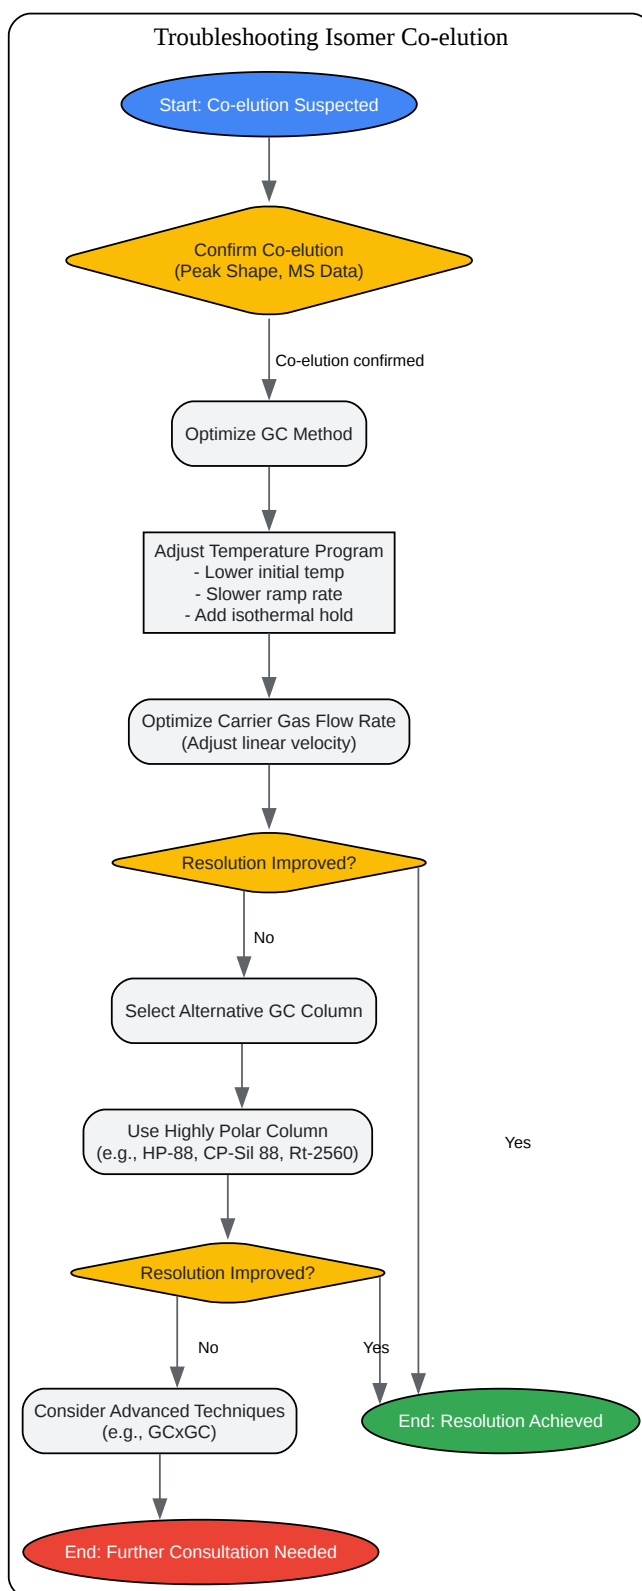 Troubleshooting Isomer Co-elution
Start: Co-elution Suspected
Confirm Co-elution
(Peak Shape, MS Data)
Co-elution confirmed
Optimize GC Method
Adjust Temperature Program
- Lower initial temp
- Slower ramp rate
- Add isothermal hold
Optimize Carrier Gas Flow Rate
(Adjust linear velocity)
Resolution Improved?
No
Select Alternative GC Column
Use Highly Polar Column
(e.g., HP-88, CP-Sil 88, Rt-2560)
Yes
Resolution Improved?
No
Yes
Consider Advanced Techniques
(e.g., GCxGC)
End: Resolution Achieved
End: Further Consultation Needed